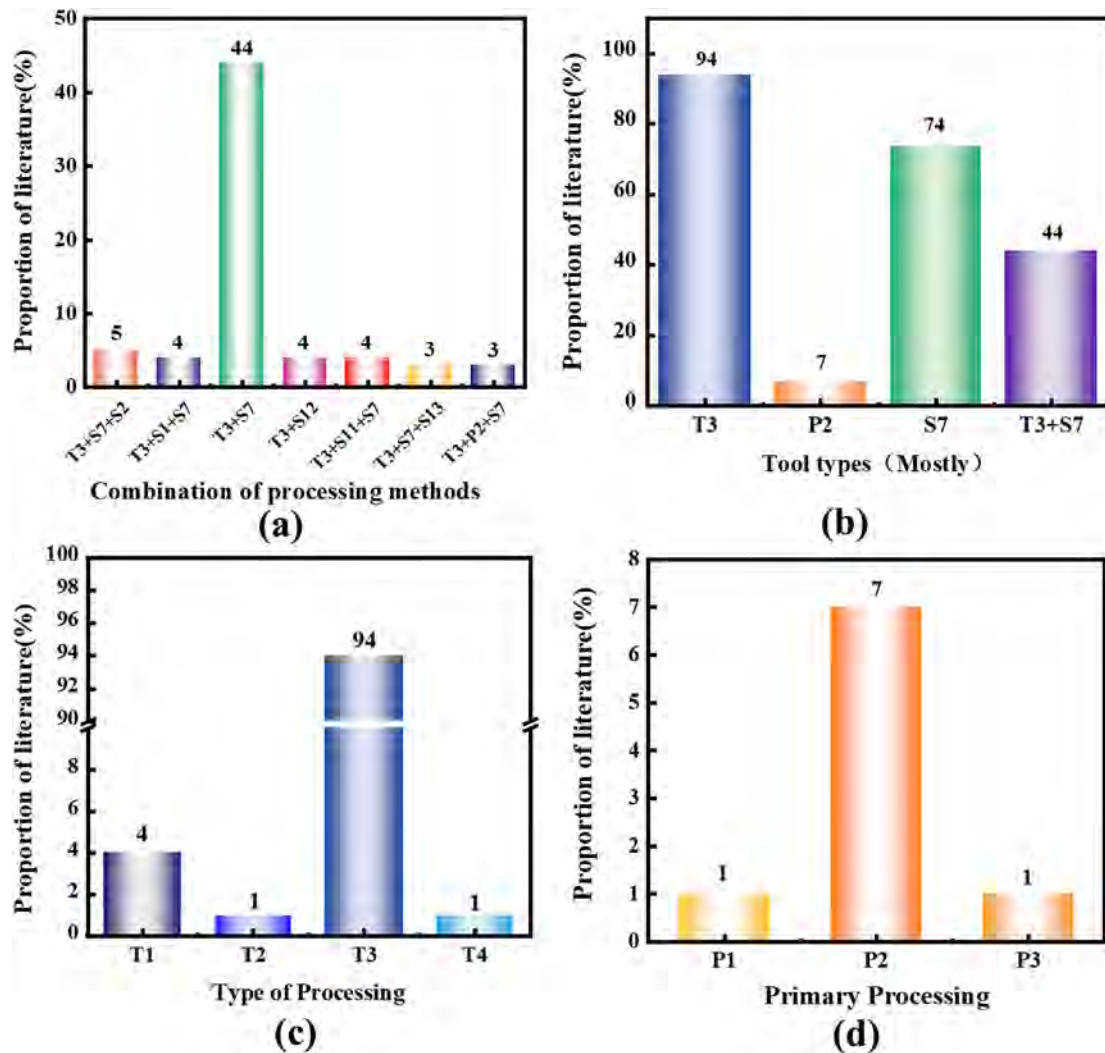 Proportion of literature(%)
50
40
30
20
10
0
5
4
44
4
4
3
3
T3+S7+S2
T3+S1+S7
T3+S7
T3+S12
T3+S11+S7
T3+S7+S13
T3+P2+S7
Combination of processing methods
(a)
Proportion of literature(%)
100
80
60
40
20
0
94
7
74
44
T3
P2
S7
T3+S7
Tool types（Mostly）
(b)
Proportion of literature(%)
100
98
96
94
92
90
8
6
4
2
0
4
1
94
1
T1
T2
T3
T4
Type of Processing
(c)
Proportion of literature(%)
8
7
6
5
4
3
2
1
0
1
7
1
P1
P2
P3
Primary Processing
(d)